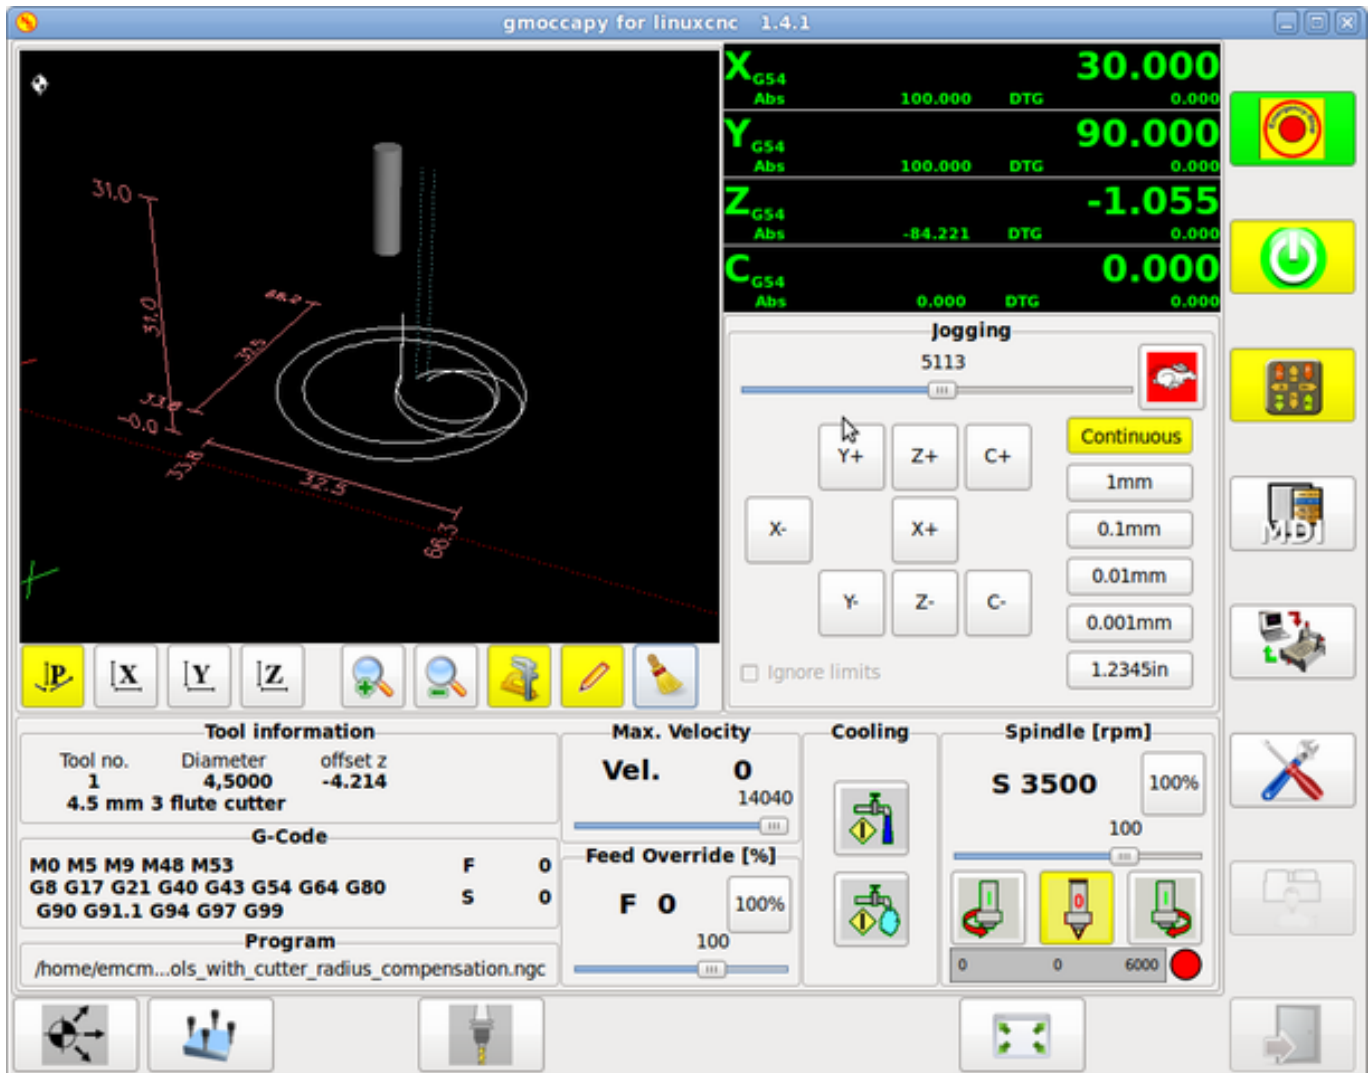 gmoccapy for linuxcnc 1.4.1
X G54 30.000
Abs 100.000 DTG 0.000
Y G54 90.000
Abs 100.000 DTG 0.000
Z G54 -1.055
Abs -84.221 DTG 0.000
C G54 0.000
Abs 0.000 DTG 0.000
31.0
31.0
31.5
33.8
-0.0
33.8
32.5
66.3
Jogging
5113
Y+ Z+ C+
X- X+
Y- Z- C-
Continuous
1mm
0.1mm
0.01mm
0.001mm
1.2345in
Ignore limits
MDI
P X Y Z
Tool information
Tool no. Diameter offset z
1 4,5000 -4.214
4.5 mm 3 flute cutter
G-Code
M0 M5 M9 M48 M53 F 0
G8 G17 G21 G40 G43 G54 G64 G80 S 0
G90 G91.1 G94 G97 G99
Program
/home/emcm...ols_with_cutter_radius_compensation.ngc
Max. Velocity
Vel. 0
14040
Feed Override [%]
F 0 100%
100
Cooling
Spindle [rpm]
S 3500 100%
100
I 0 I
0 0 6000